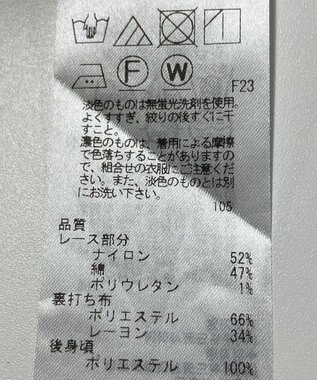 F W
F23
淡色のものは無蛍光洗剤を使用、
よくすすぎ、絞りの後すぐに干
すこと。
濃色のものは、着用による摩擦
で色落ちすることがありますの
で、組合せの衣服にご注意くだ
さい。また、淡色のものとは別
にお洗い下さい。
105
品質
レース部分
ナイロン 52%
綿 47%
ポリウレタン 1%
裏打ち布
ポリエステル 66%
レーヨン 34%
後身頃
ポリエステル 100%